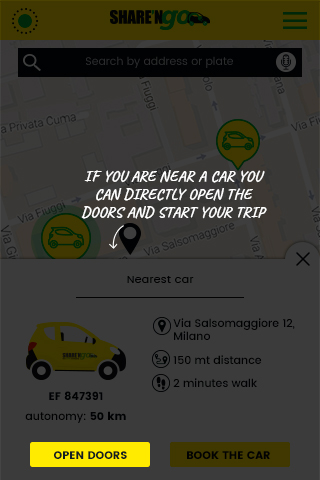 SHARE'NGO
Search by address or plate
Via Privata Cuma
Via Fiuggi
IF YOU ARE NEAR A CAR YOU
CAN DIRECTLY OPEN THE
DOORS AND START YOUR TRIP
Via Fiuggi
Via Salsomaggiore
Nearest car
Via Salsomaggiore 12,
Milano
SHARE'NGO
150 mt distance
2 minutes walk
EF 847391
autonomy: 50 km
OPEN DOORS
BOOK THE CAR